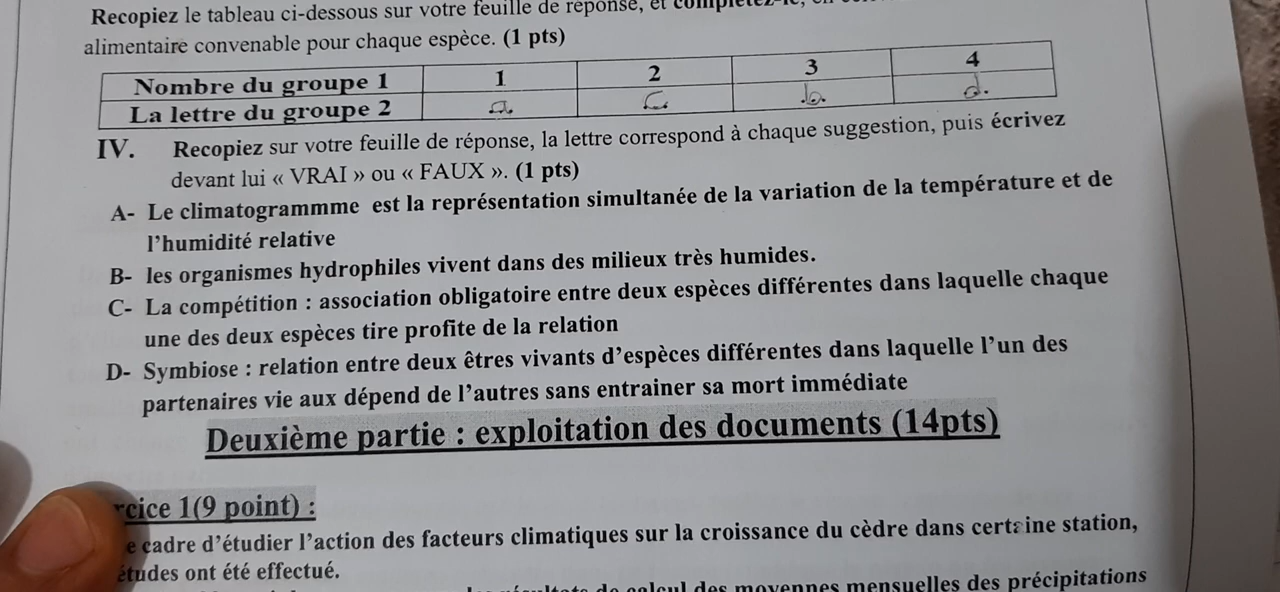 Recopiez le tableau ci-dessous sur votre feuille de réponse, et
alimentaire convenable pour chaque espèce. (1 pts)
Nombre du groupe 1 1 2 3 4
La lettre du groupe 2 a. c. b. d.
IV. Recopiez sur votre feuille de réponse, la lettre correspond à chaque suggestion, puis écrivez
devant lui « VRAI » ou « FAUX ». (1 pts)
A- Le climatogrammme est la représentation simultanée de la variation de la température et de
l'humidité relative
B- les organismes hydrophiles vivent dans des milieux très humides.
C- La compétition : association obligatoire entre deux espèces différentes dans laquelle chaque
une des deux espèces tire profite de la relation
D- Symbiose : relation entre deux êtres vivants d'espèces différentes dans laquelle l'un des
partenaires vie aux dépend de l'autres sans entrainer sa mort immédiate
Deuxième partie : exploitation des documents (14pts)
rcice 1(9 point) :
e cadre d'étudier l'action des facteurs climatiques sur la croissance du cèdre dans certaine station,
études ont été effectué.
calcul des moyennes mensuelles des précipitations